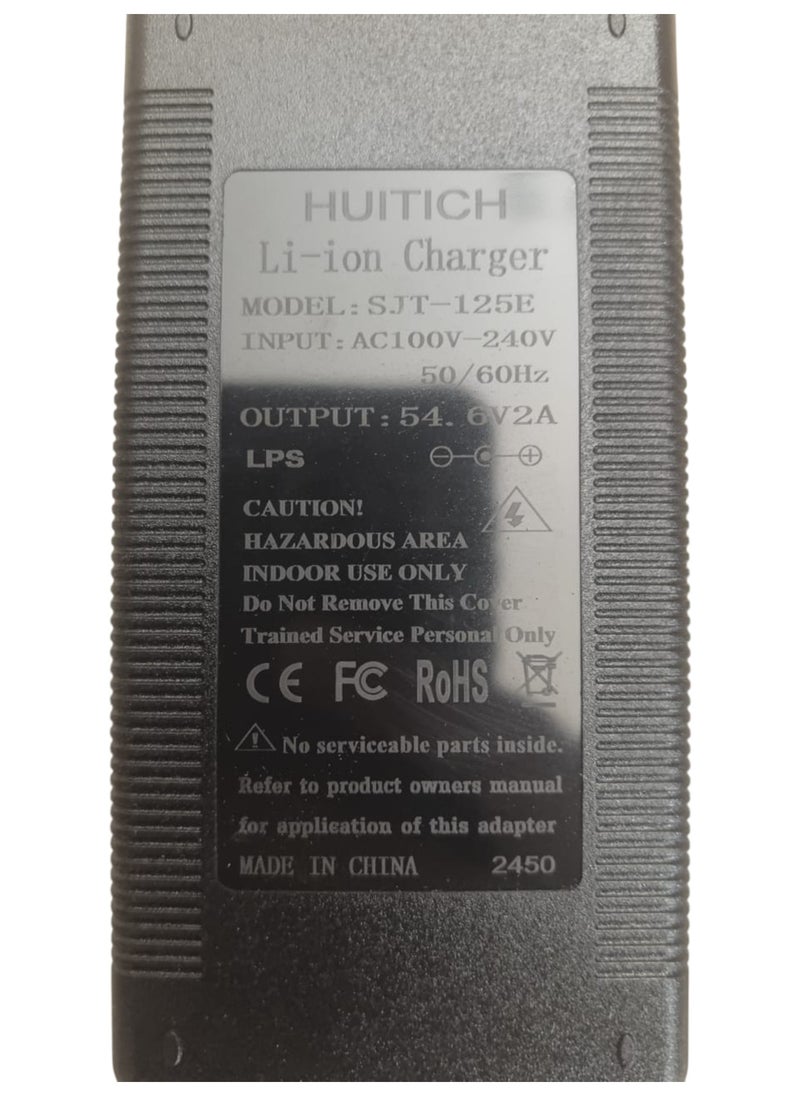 HUITICH
Li-ion Charger
MODEL: SJT-125E
INPUT: AC100V-240V
50/60Hz
OUTPUT: 54. 6V2A
LPS
CAUTION!
HAZARDOUS AREA
INDOOR USE ONLY
Do Not Remove This Cover
Trained Service Personal Only
CE FC RoHS
No serviceable parts inside.
Refer to product owners manual
for application of this adapter
MADE IN CHINA 2450